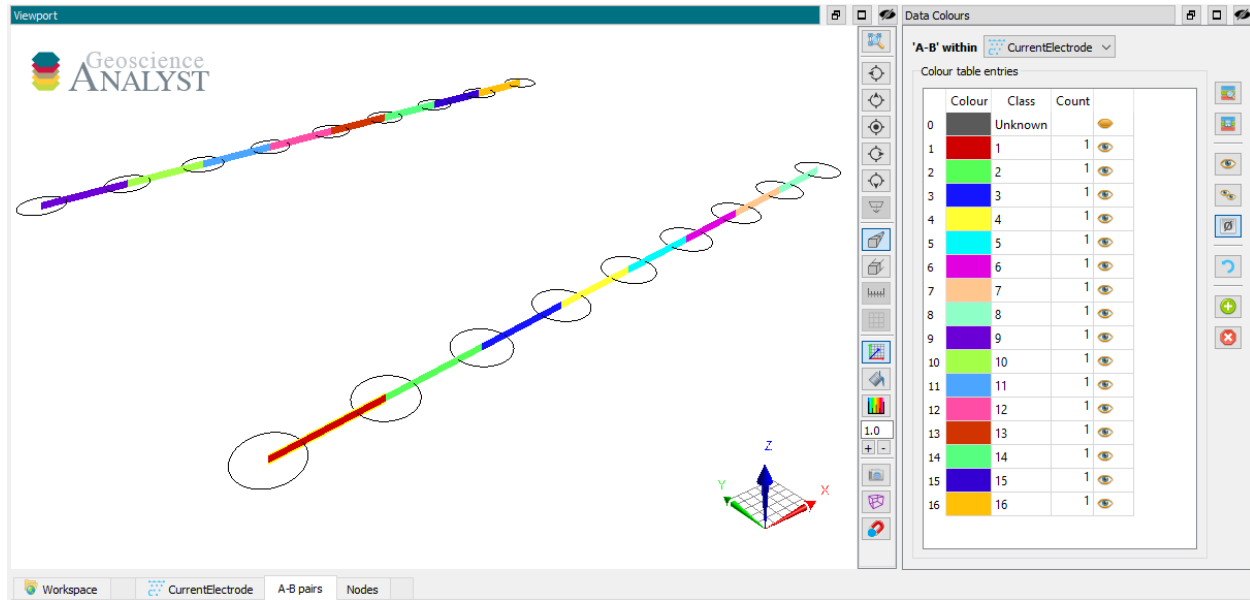 Viewport
Geoscience
ANALYST
Z
Y
X
1.0
+ -
Data Colours
'A-B' within CurrentElectrode
Colour table entries
Colour Class Count
0 Unknown
1 1 1
2 2 1
3 3 1
4 4 1
5 5 1
6 6 1
7 7 1
8 8 1
9 9 1
10 10 1
11 11 1
12 12 1
13 13 1
14 14 1
15 15 1
16 16 1
Workspace CurrentElectrode A-B pairs Nodes